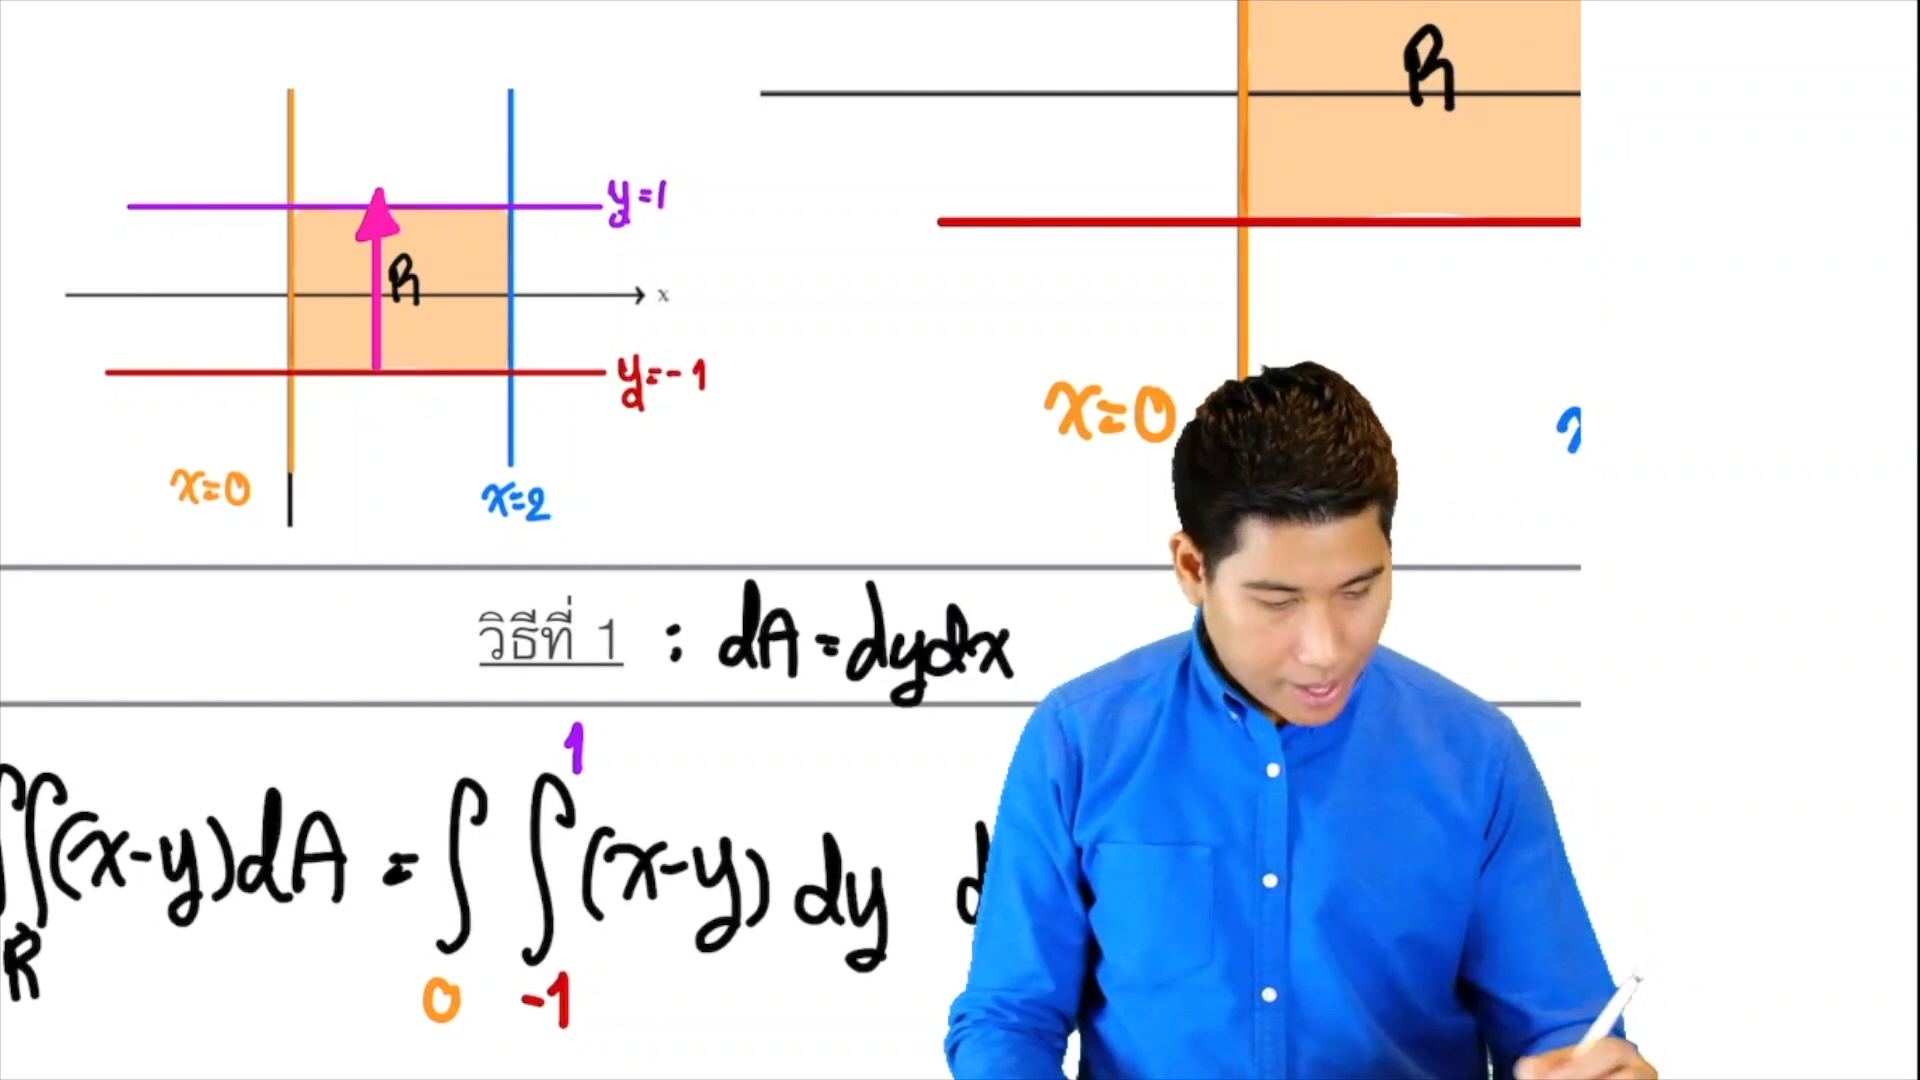 R
y=1
R
x
y=-1
x=0
x=0
x=2
วิธีที่ 1 : dA=dydx
1
∬(x-y)dA = ∫ ∫(x-y) dy d
R
0 -1